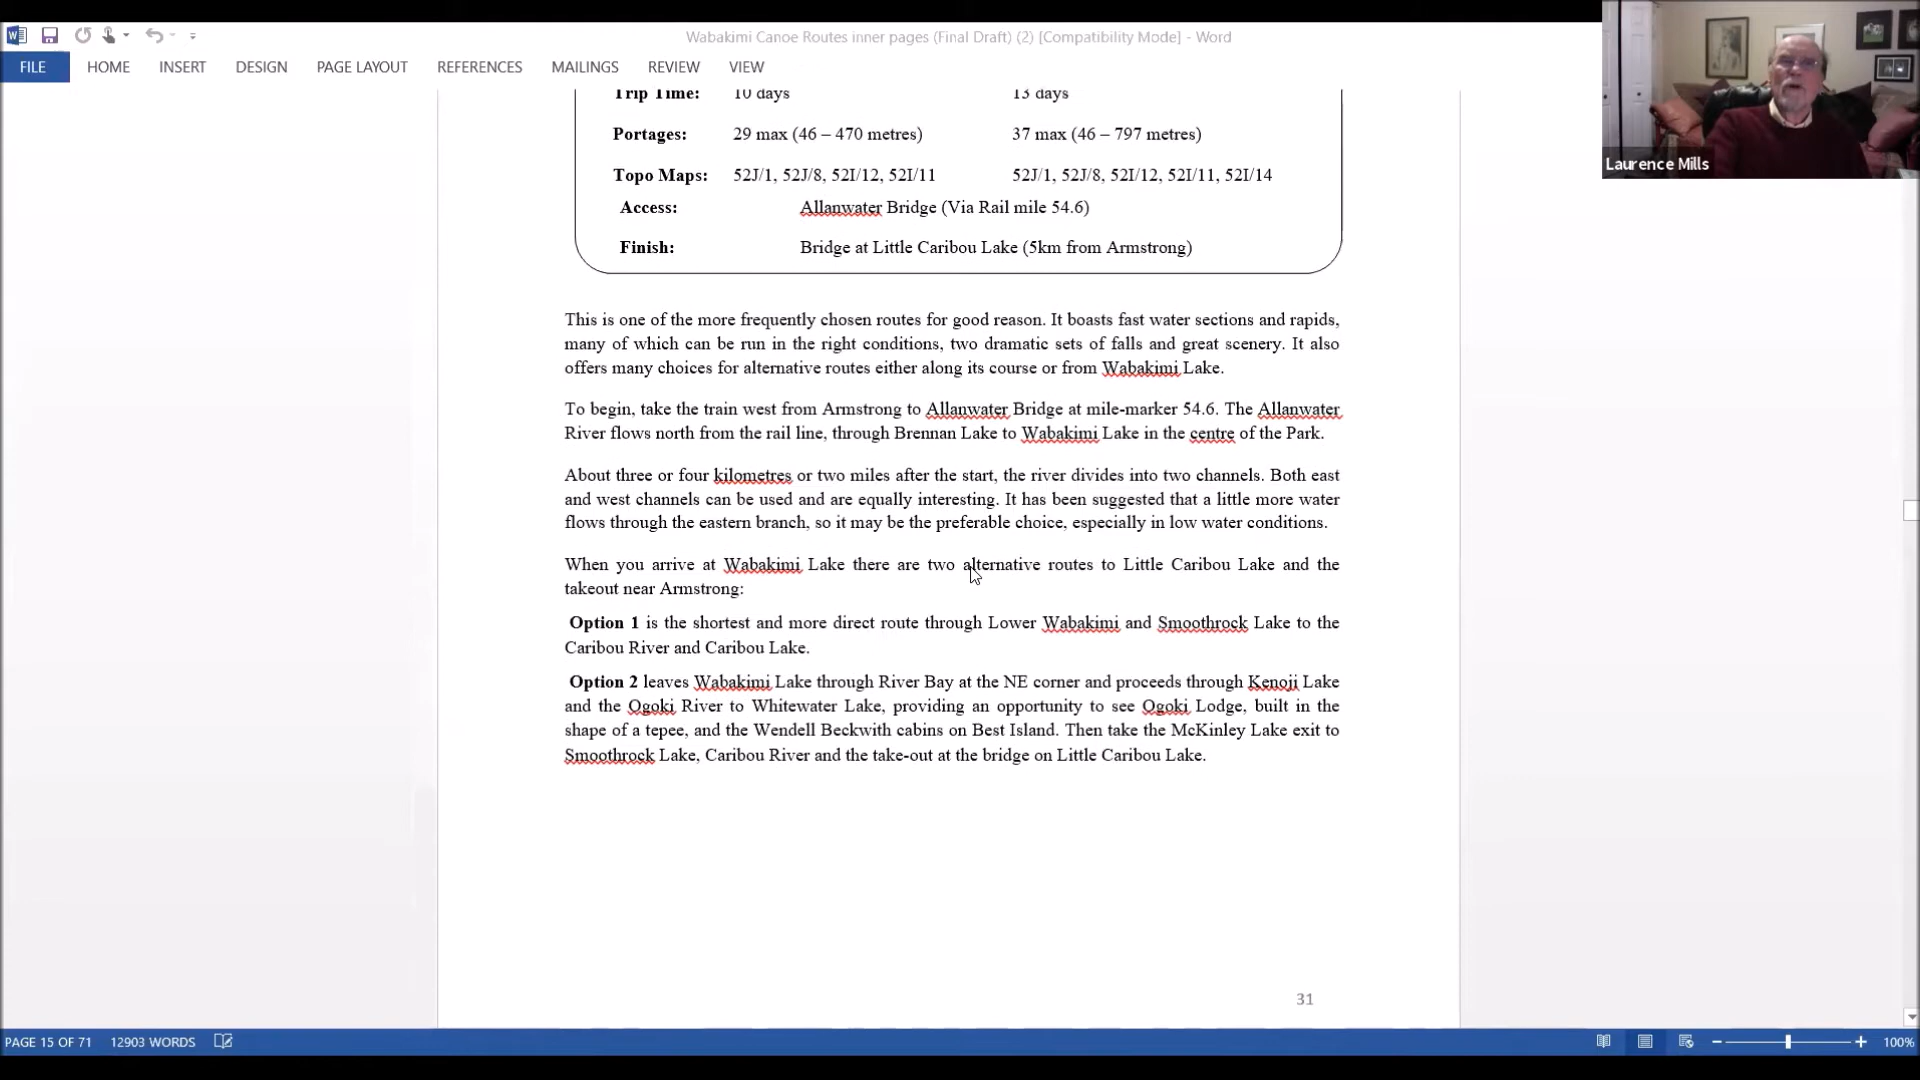 Wabakimi Canoe Routes inner pages (Final Draft) (2) [Compatibility Mode] - Word
FILE HOME INSERT DESIGN PAGE LAYOUT REFERENCES MAILINGS REVIEW VIEW
Laurence Mills
Trip Time: 10 days 13 days
Portages: 29 max (46 – 470 metres) 37 max (46 – 797 metres)
Topo Maps: 52J/1, 52J/8, 52I/12, 52I/11 52J/1, 52J/8, 52I/12, 52I/11, 52I/14
Access: Allanwater Bridge (Via Rail mile 54.6)
Finish: Bridge at Little Caribou Lake (5km from Armstrong)
This is one of the more frequently chosen routes for good reason. It boasts fast water sections and rapids,
many of which can be run in the right conditions, two dramatic sets of falls and great scenery. It also
offers many choices for alternative routes either along its course or from Wabakimi Lake.
To begin, take the train west from Armstrong to Allanwater Bridge at mile-marker 54.6. The Allanwater
River flows north from the rail line, through Brennan Lake to Wabakimi Lake in the centre of the Park.
About three or four kilometres or two miles after the start, the river divides into two channels. Both east
and west channels can be used and are equally interesting. It has been suggested that a little more water
flows through the eastern branch, so it may be the preferable choice, especially in low water conditions.
When you arrive at Wabakimi Lake there are two alternative routes to Little Caribou Lake and the
takeout near Armstrong:
Option 1 is the shortest and more direct route through Lower Wabakimi and Smoothrock Lake to the
Caribou River and Caribou Lake.
Option 2 leaves Wabakimi Lake through River Bay at the NE corner and proceeds through Kenoji Lake
and the Ogoki River to Whitewater Lake, providing an opportunity to see Ogoki Lodge, built in the
shape of a tepee, and the Wendell Beckwith cabins on Best Island. Then take the McKinley Lake exit to
Smoothrock Lake, Caribou River and the take-out at the bridge on Little Caribou Lake.
31
PAGE 15 OF 71 12903 WORDS 100%